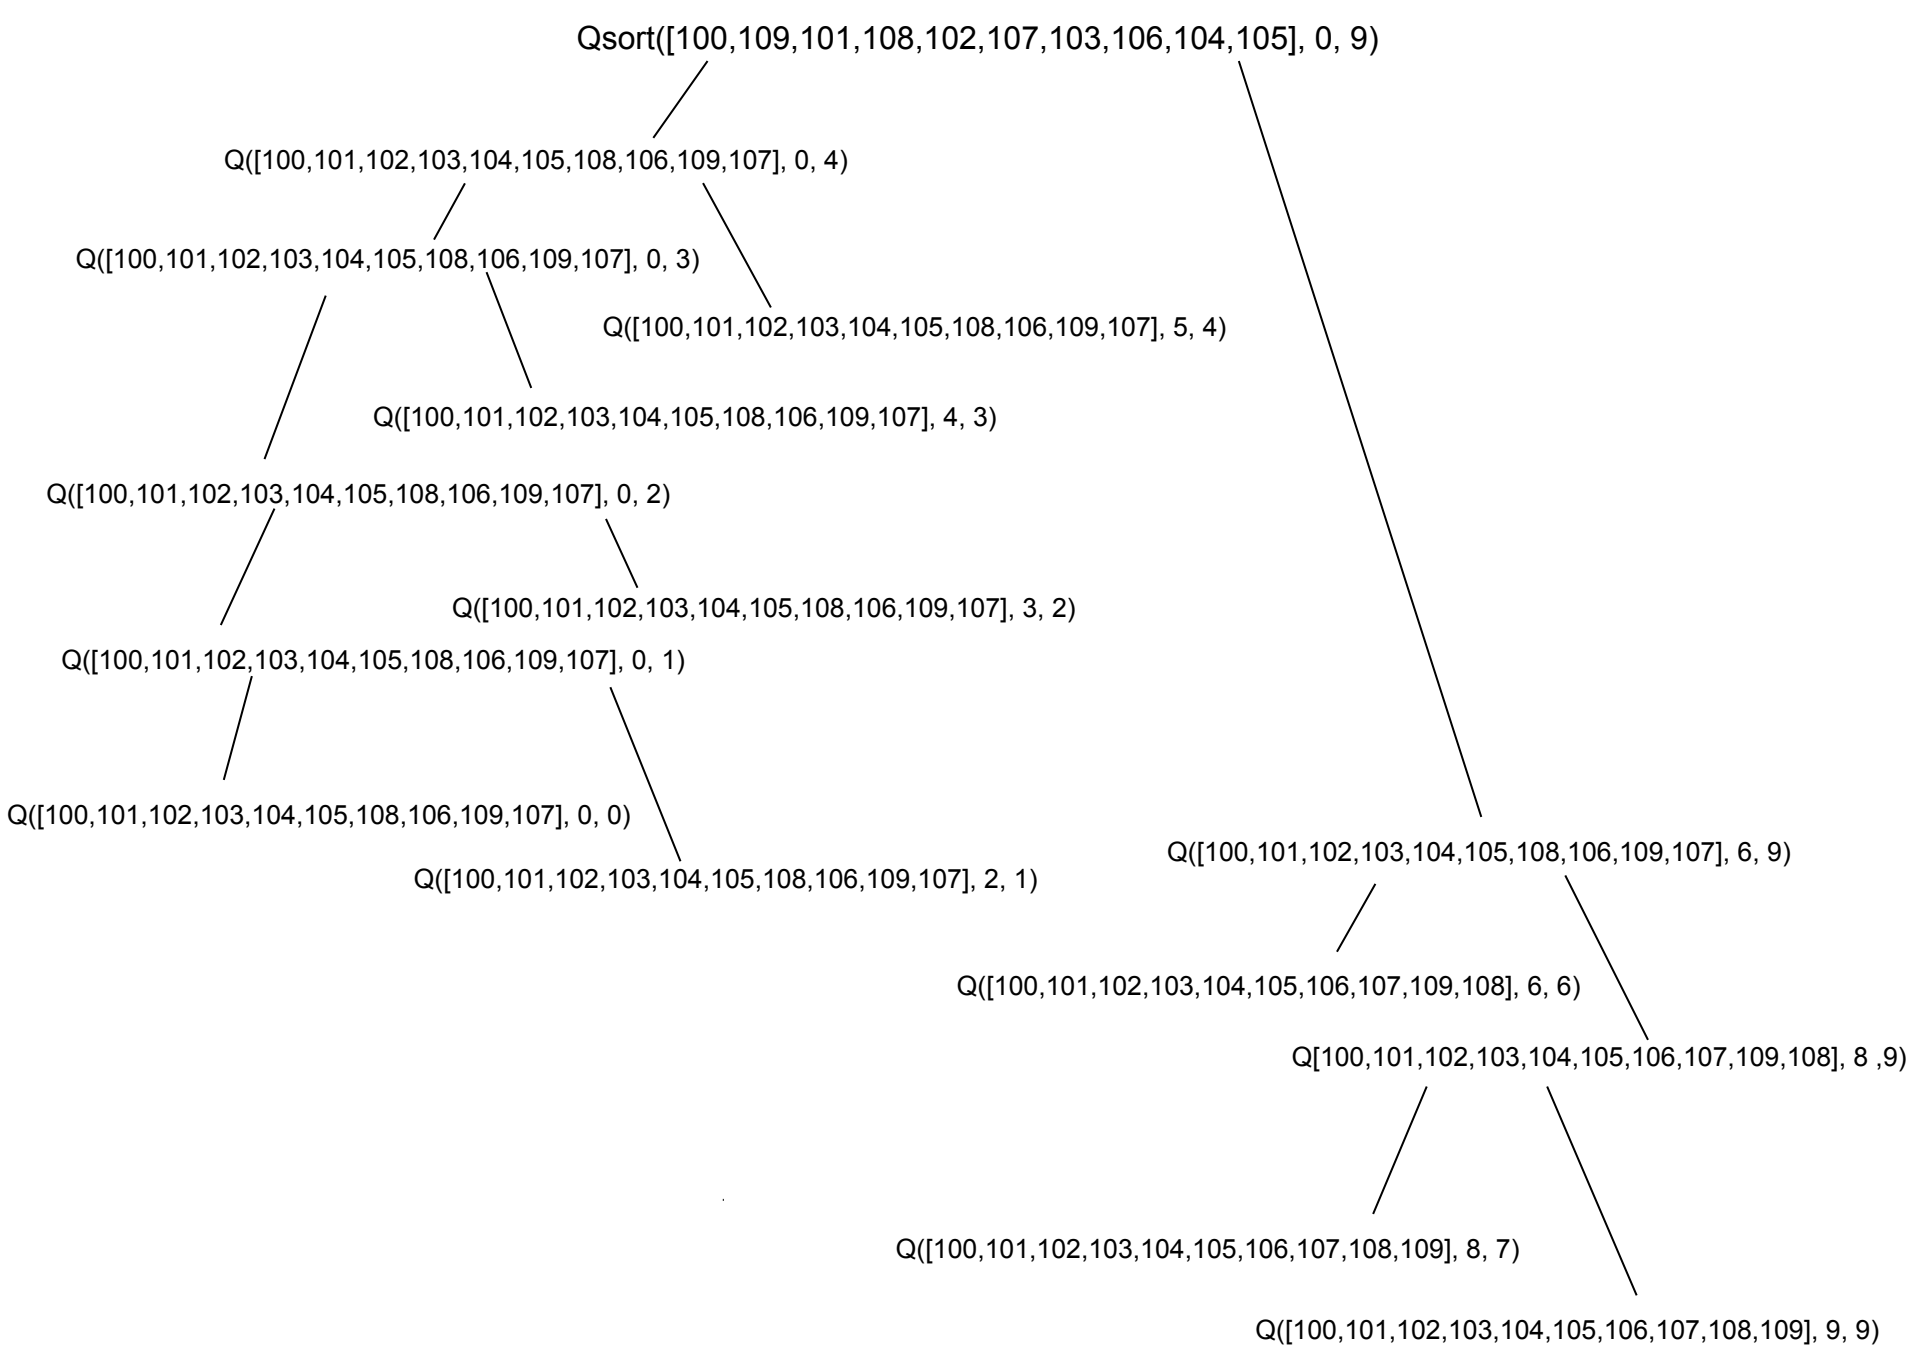 Qsort([100,109,101,108,102,107,103,106,104,105], 0, 9)
Q([100,101,102,103,104,105,108,106,109,107], 0, 4)
Q([100,101,102,103,104,105,108,106,109,107], 0, 3)
Q([100,101,102,103,104,105,108,106,109,107], 5, 4)
Q([100,101,102,103,104,105,108,106,109,107], 4, 3)
Q([100,101,102,103,104,105,108,106,109,107], 0, 2)
Q([100,101,102,103,104,105,108,106,109,107], 3, 2)
Q([100,101,102,103,104,105,108,106,109,107], 0, 1)
Q([100,101,102,103,104,105,108,106,109,107], 0, 0)
Q([100,101,102,103,104,105,108,106,109,107], 6, 9)
Q([100,101,102,103,104,105,108,106,109,107], 2, 1)
Q([100,101,102,103,104,105,106,107,109,108], 6, 6)
Q[100,101,102,103,104,105,106,107,109,108], 8 ,9)
Q([100,101,102,103,104,105,106,107,108,109], 8, 7)
Q([100,101,102,103,104,105,106,107,108,109], 9, 9)